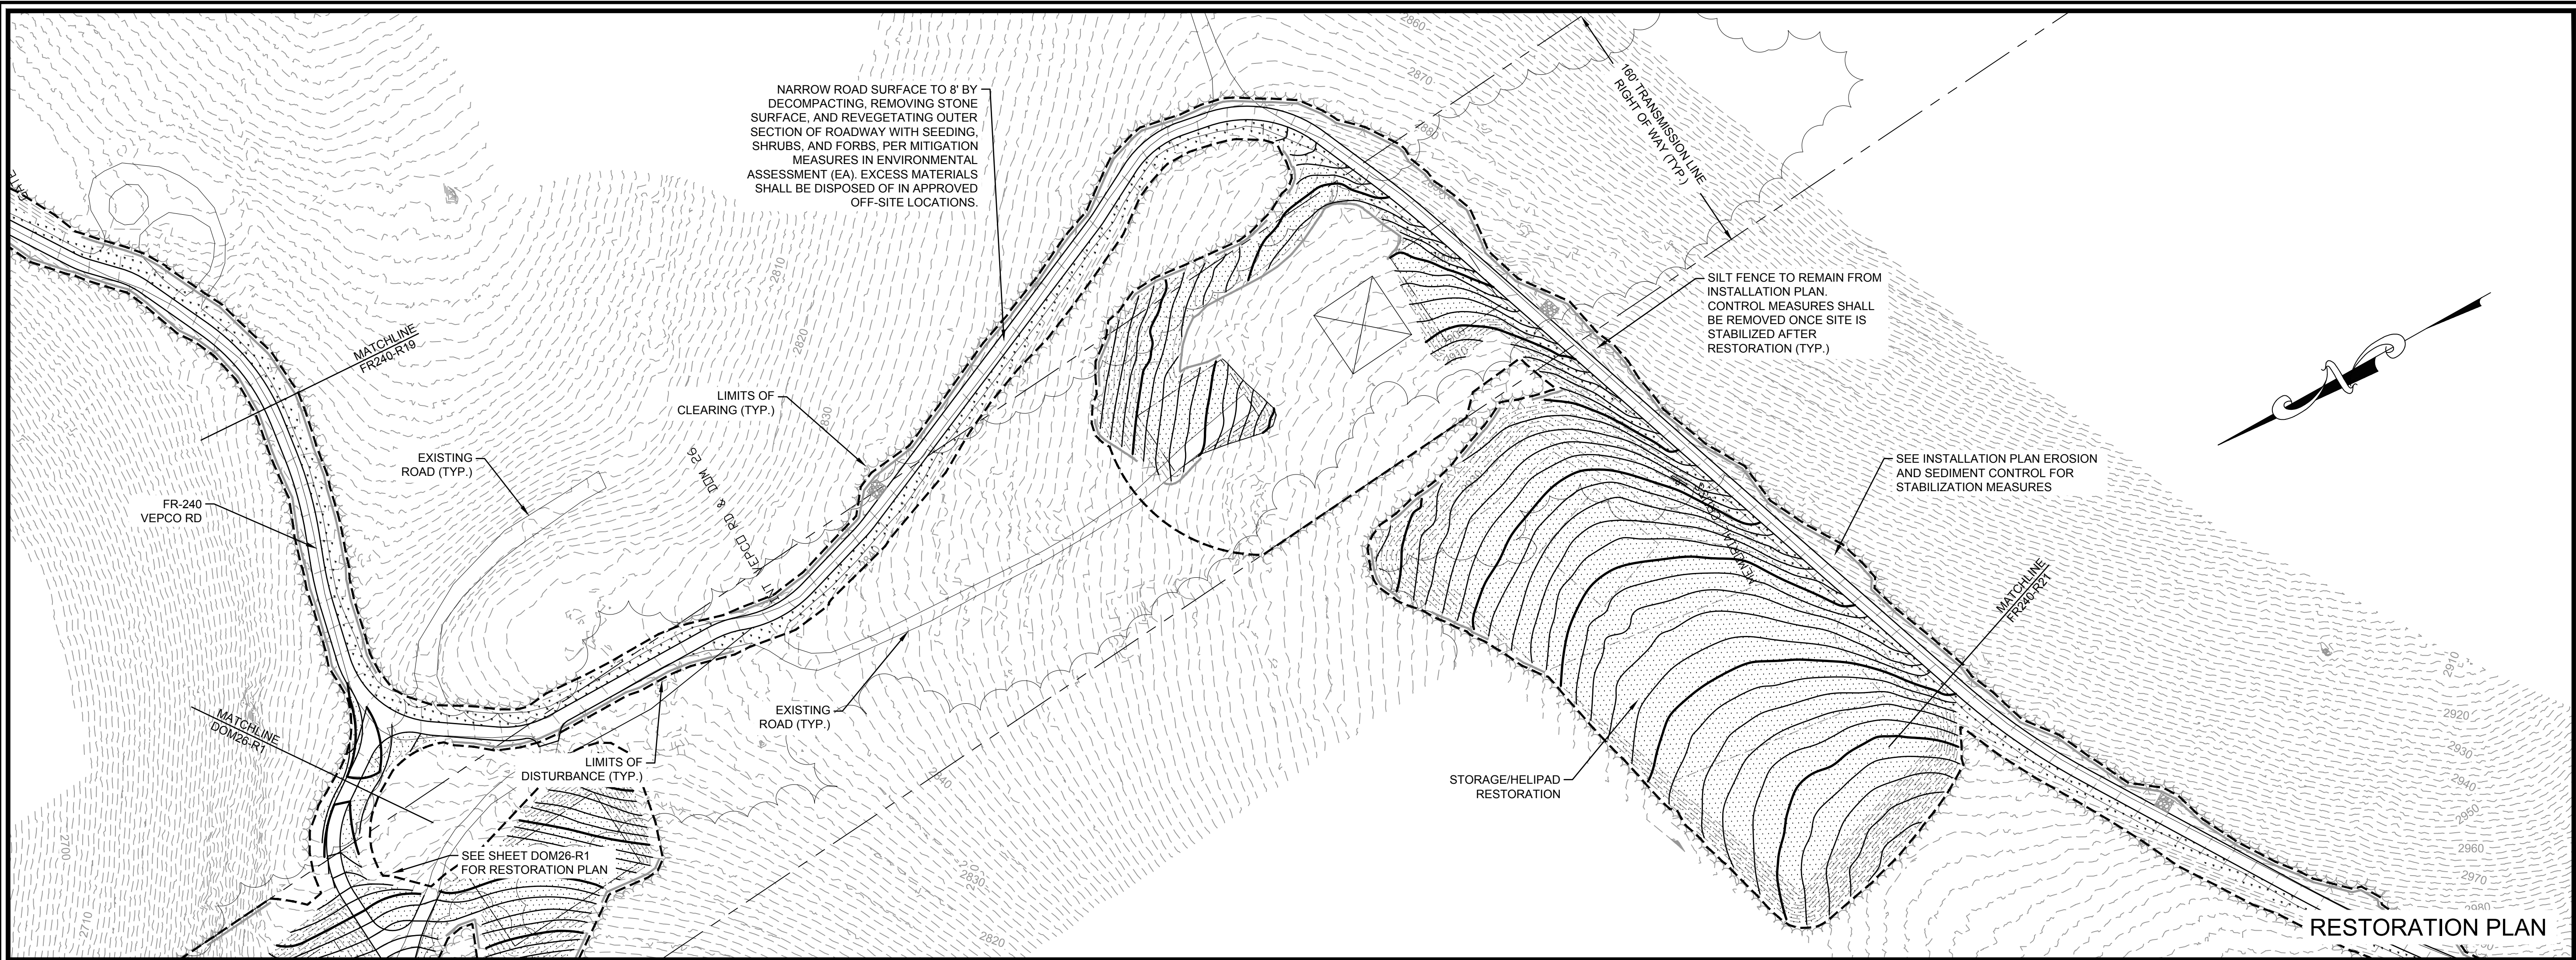 2860
2870
2880
160' TRANSMISSION LINE
RIGHT OF WAY (TYP.)
NARROW ROAD SURFACE TO 8' BY
DECOMPACTING, REMOVING STONE
SURFACE, AND REVEGETATING OUTER
SECTION OF ROADWAY WITH SEEDING,
SHRUBS, AND FORBS, PER MITIGATION
MEASURES IN ENVIRONMENTAL
ASSESSMENT (EA). EXCESS MATERIALS
SHALL BE DISPOSED OF IN APPROVED
OFF-SITE LOCATIONS.
GATE
2810
2820
2830
SILT FENCE TO REMAIN FROM
INSTALLATION PLAN.
CONTROL MEASURES SHALL
BE REMOVED ONCE SITE IS
STABILIZED AFTER
RESTORATION (TYP.)
N
MATCHLINE
FR240-R19
LIMITS OF
CLEARING (TYP.)
EXISTING
ROAD (TYP.)
INT VEPCO RD & DOM 26
FR-240
VEPCO RD
SEE INSTALLATION PLAN EROSION
AND SEDIMENT CONTROL FOR
STABILIZATION MEASURES
MEMORIAL CROSS
MATCHLINE
FR240-R21
2910
2920
2930
2940
2950
2960
2970
2980
MATCHLINE
DOM26-R1
EXISTING
ROAD (TYP.)
LIMITS OF
DISTURBANCE (TYP.)
2840
STORAGE/HELIPAD
RESTORATION
SEE SHEET DOM26-R1
FOR RESTORATION PLAN
2700
2710
2830
2820
RESTORATION PLAN